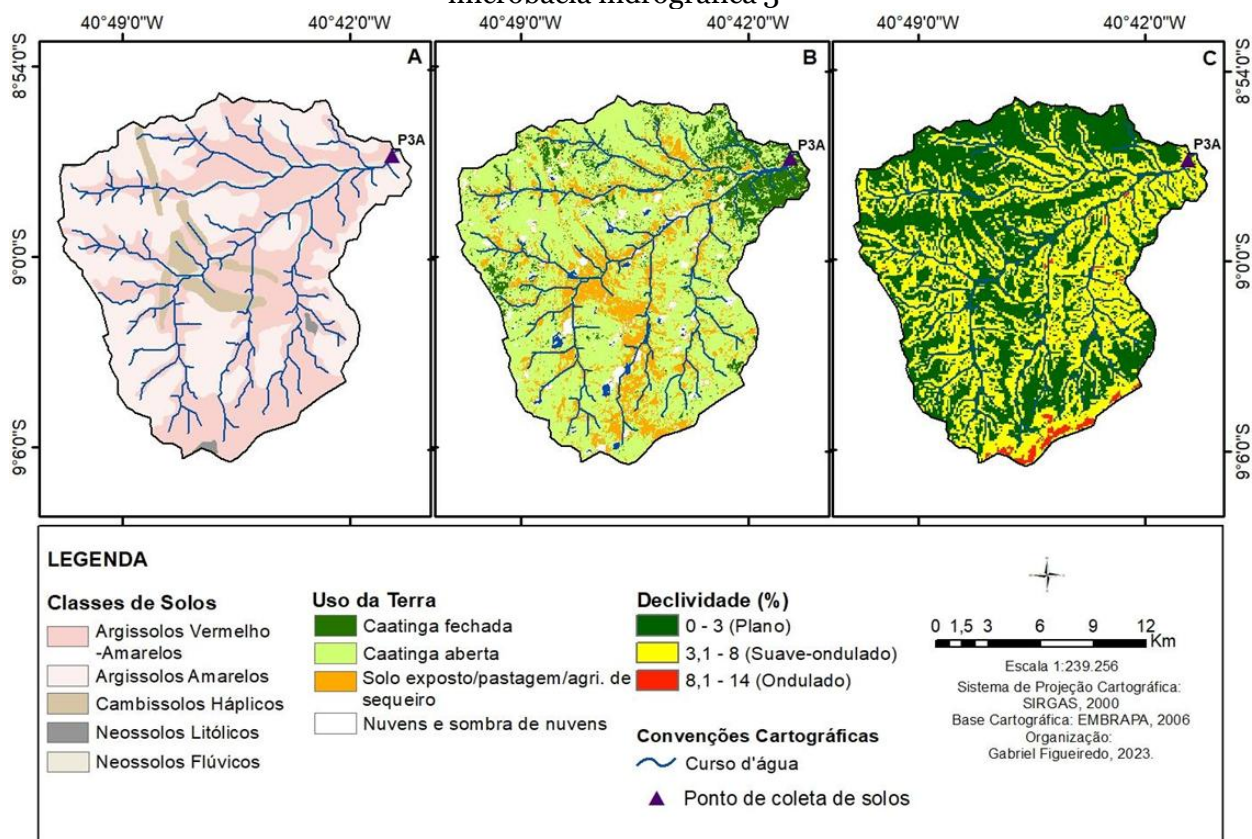 microbacia hidrográfica 3
40°49'0"W 40°42'0"W 40°49'0"W 40°42'0"W 40°49'0"W 40°42'0"W
A B C
8°54'0"S 8°54'0"S
P3A P3A P3A
9°0'0"S 9°0'0"S
9°6'0"S 9°6'0"S
LEGENDA
Classes de Solos
Argissolos Vermelho
-Amarelos
Argissolos Amarelos
Cambissolos Háplicos
Neossolos Litólicos
Neossolos Flúvicos
Uso da Terra
Caatinga fechada
Caatinga aberta
Solo exposto/pastagem/agri. de
sequeiro
Nuvens e sombra de nuvens
Declividade (%)
0 - 3 (Plano)
3,1 - 8 (Suave-ondulado)
8,1 - 14 (Ondulado)
Convenções Cartográficas
Curso d'água
Ponto de coleta de solos
0 1,5 3 6 9 12
Km
Escala 1:239.256
Sistema de Projeção Cartográfica:
SIRGAS, 2000
Base Cartográfica: EMBRAPA, 2006
Organização:
Gabriel Figueiredo, 2023.